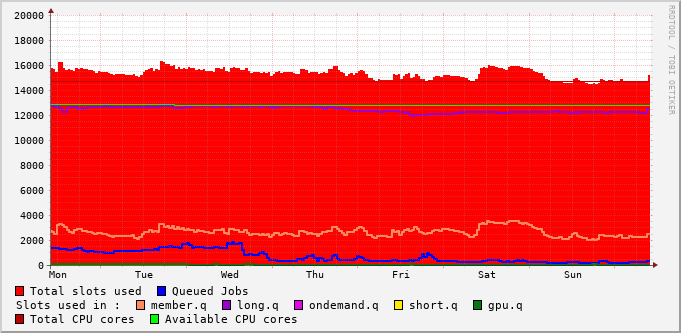 20000
18000
16000
14000
12000
10000
8000
6000
4000
2000
0
Mon Tue Wed Thu Fri Sat Sun
RRDTOOL / TOBI OETIKER
Total slots used Queued Jobs
Slots used in : member.q long.q ondemand.q short.q gpu.q
Total CPU cores Available CPU cores